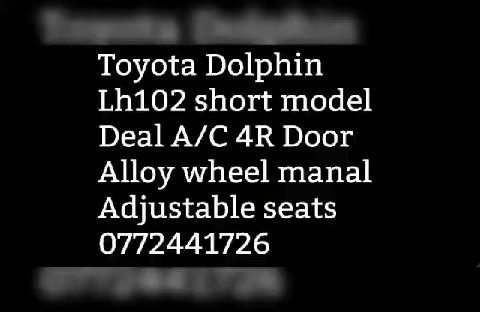 Toyota Dolphin
Lh102 short model
Deal A/C 4R Door
Alloy wheel manal
Adjustable seats
0772441726